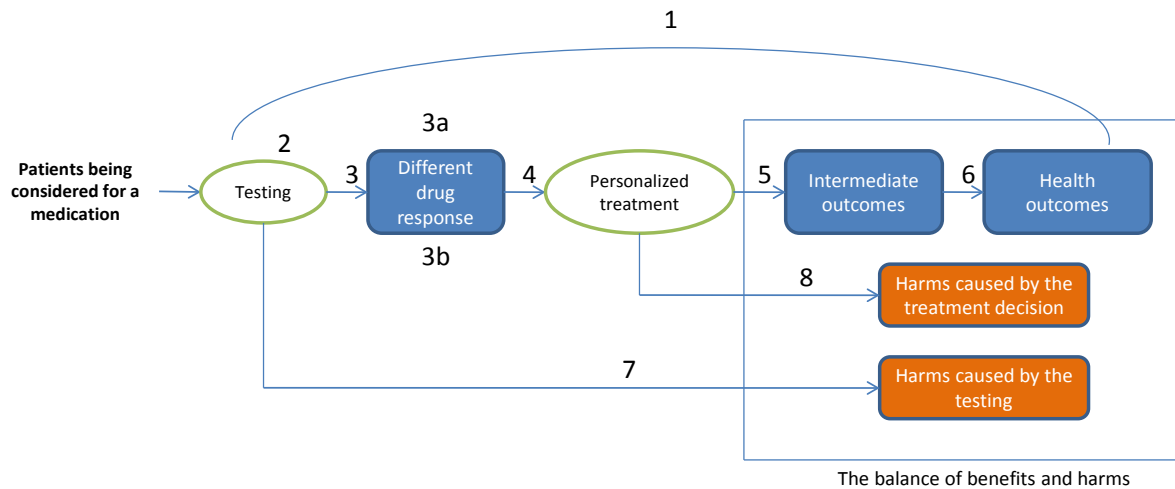 1
3a
2
Patients being
considered for a
medication
Testing
3
Different
drug
response
4
Personalized
treatment
5
Intermediate
outcomes
6
Health
outcomes
3b
8
Harms caused by the
treatment decision
7
Harms caused by the
testing
The balance of benefits and harms